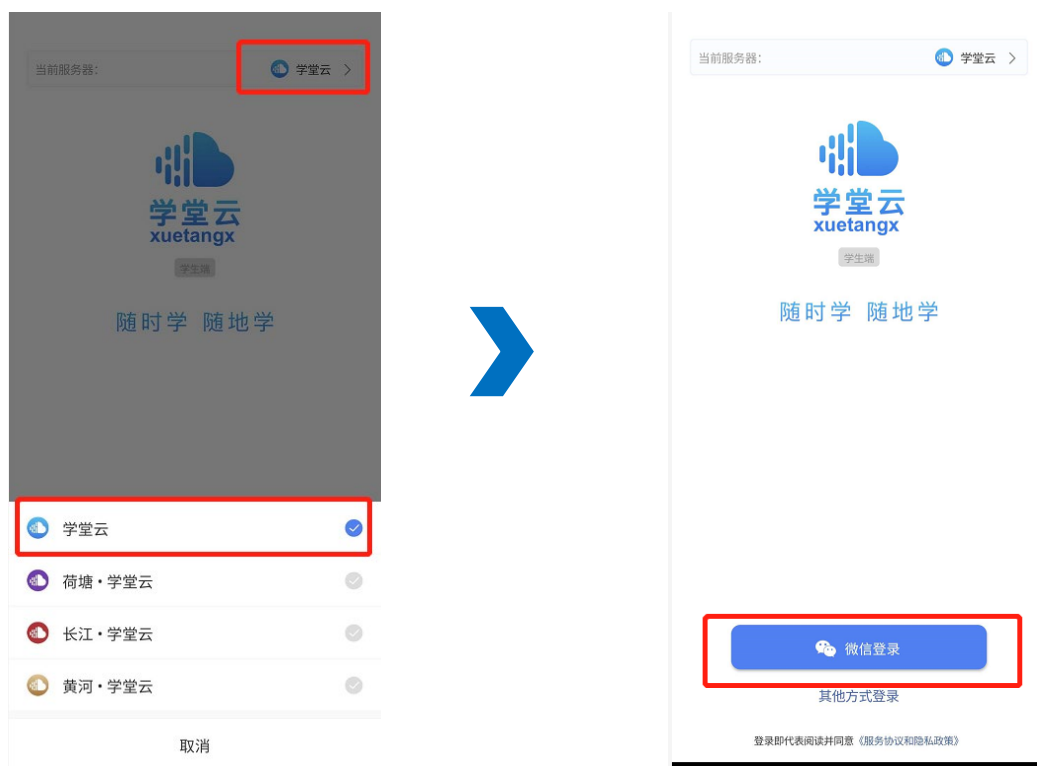 当前服务器：
学堂云
学堂云
xuetangx
学生端
随时学 随地学
学堂云
荷塘·学堂云
长江·学堂云
黄河·学堂云
取消
当前服务器：
学堂云
学堂云
xuetangx
学生端
随时学 随地学
微信登录
其他方式登录
登录即代表阅读并同意《服务协议和隐私政策》